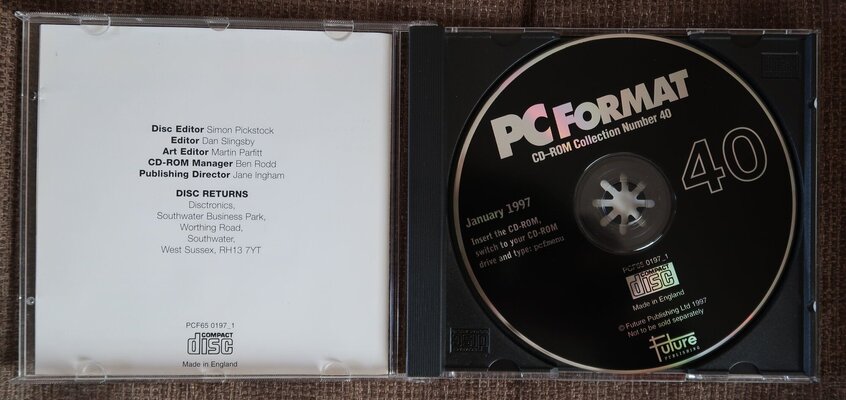 Disc Editor Simon Pickstock
Editor Dan Slingsby
Art Editor Martin Parfitt
CD-ROM Manager Ben Rodd
Publishing Director Jane Ingham
DISC RETURNS
Disctronics,
Southwater Business Park,
Worthing Road,
Southwater,
West Sussex, RH13 7YT
PCF65 0197_1
COMPACT
disc
Made in England
PC FORMAT
CD-ROM Collection Number 40
40
January 1997
Insert the CD-ROM,
switch to your CD-ROM
drive and type: pcfmenu
PCF65 0197_1
COMPACT
disc
Made in England
© Future Publishing Ltd 1997
Not to be sold separately
Future
PUBLISHING